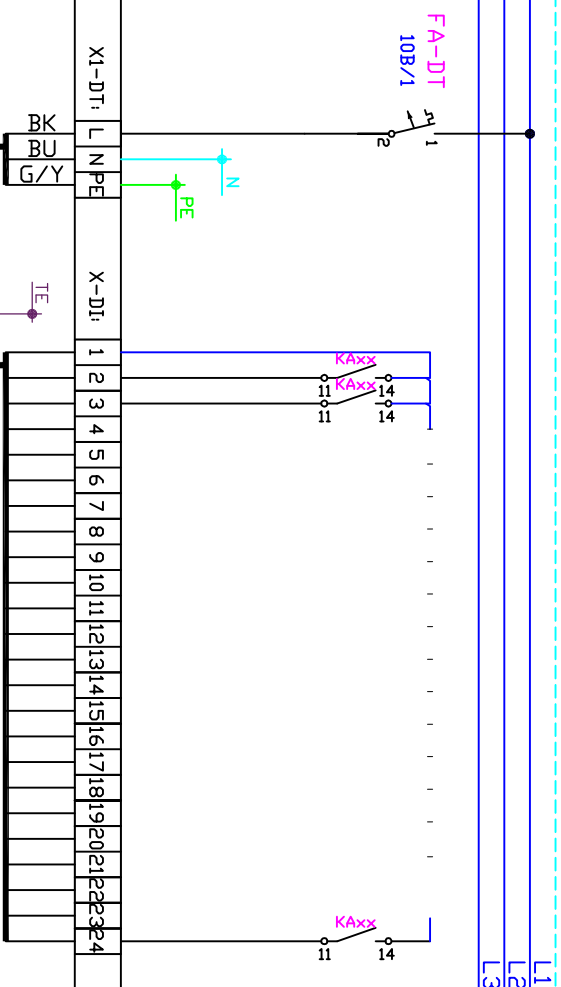 FA-DT
10B/1
X1-DT:
BK
L
2
1
BU
N
N
G/Y
PE
PE
TE
X-DI:
1
KAxx
2
11
14
KAxx
3
11
14
4
5
6
7
8
9
10
11
12
13
14
15
16
17
18
19
20
21
22
23
KAxx
24
11
14
L1
L2
L3